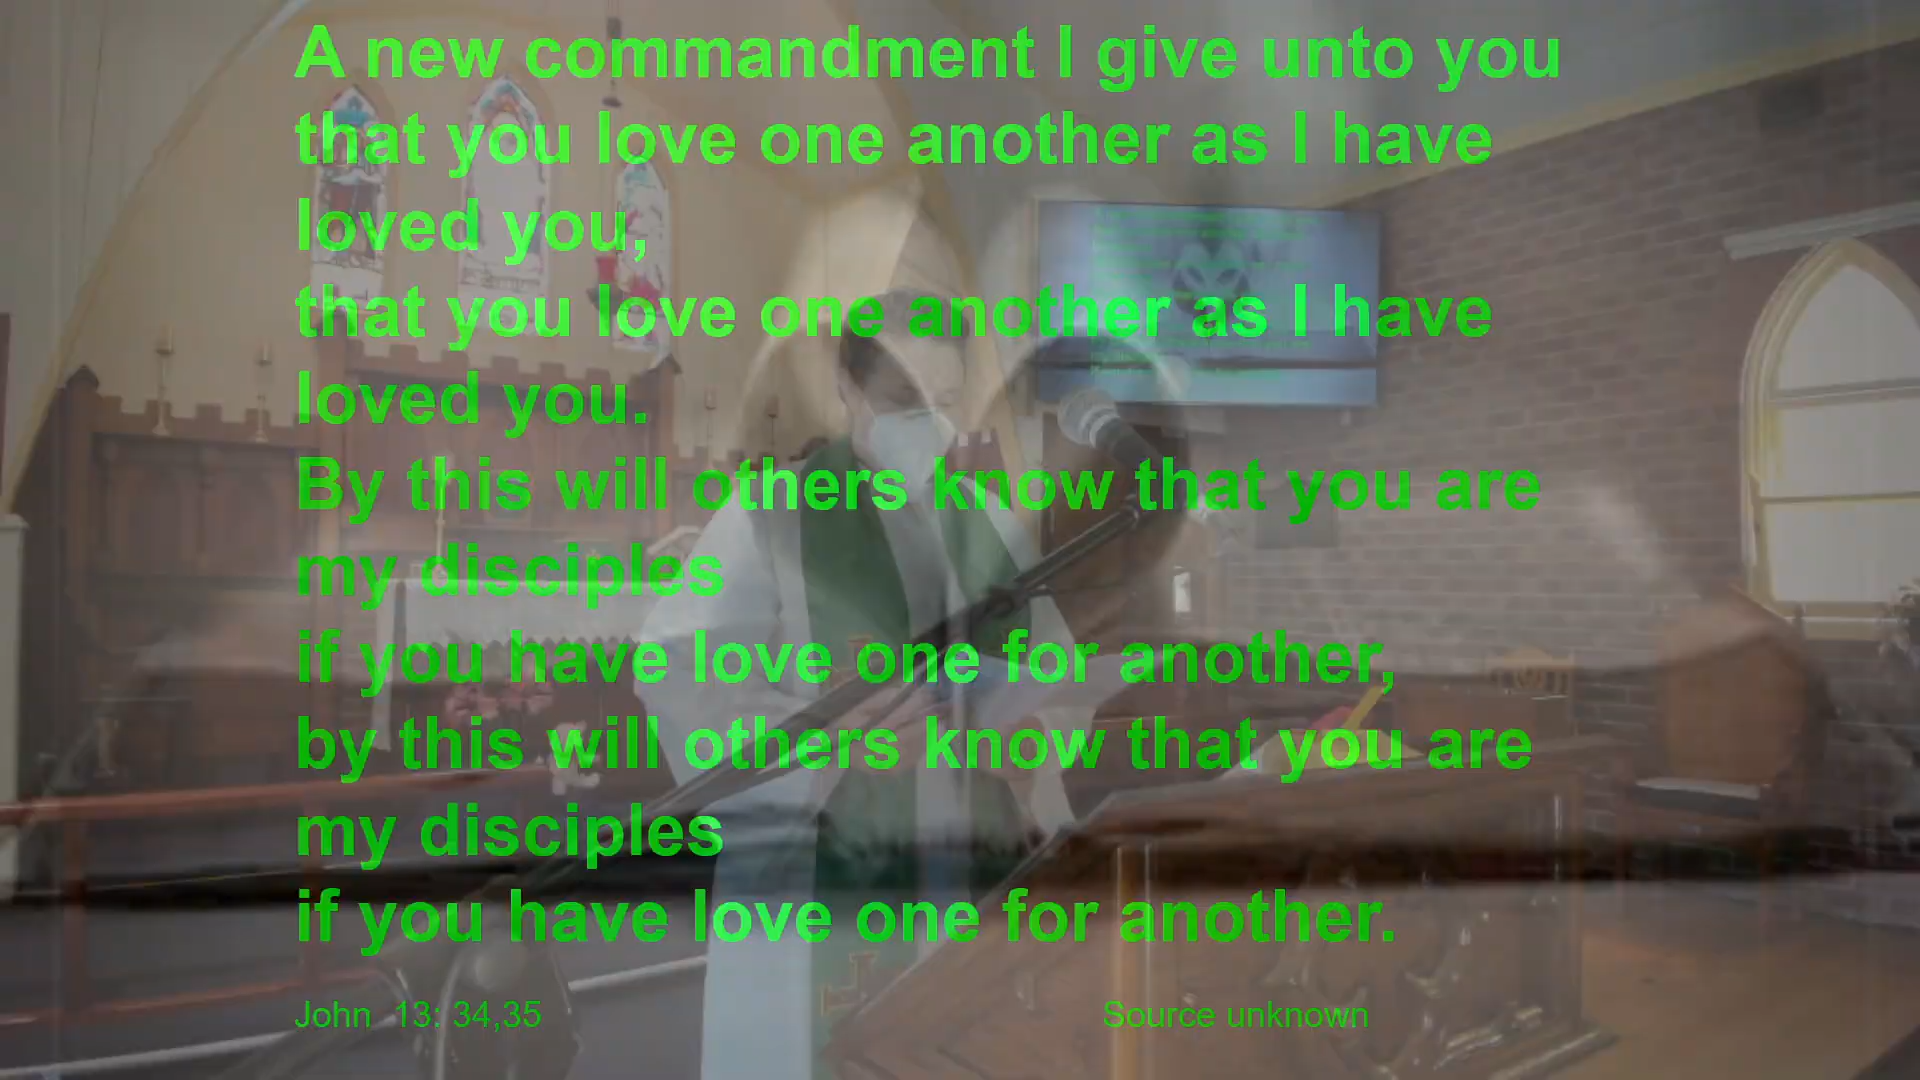 A new commandment I give unto you
that you love one another as I have
loved you,
that you love one another as I have
loved you.
By this will others know that you are
my disciples
if you have love one for another,
by this will others know that you are
my disciples
if you have love one for another.
John 13: 34,35
Source unknown